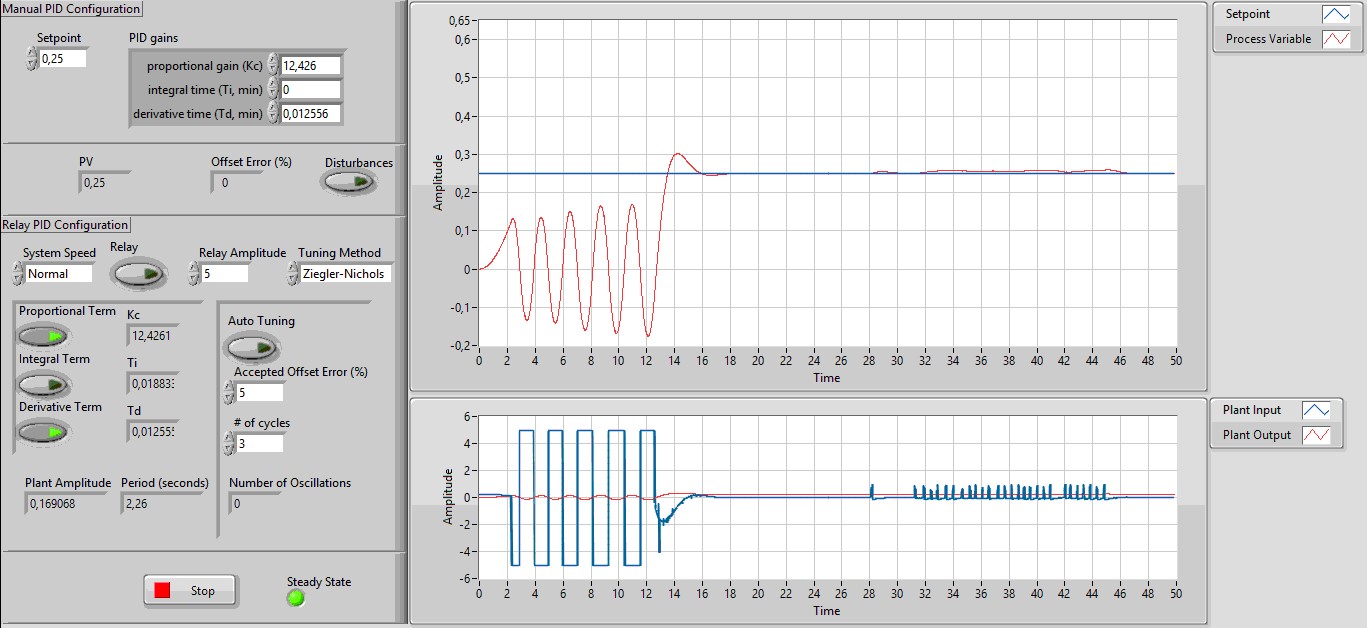 Manual PID Configuration
Setpoint
0,25
PID gains
proportional gain (Kc) 12,426
integral time (Ti, min) 0
derivative time (Td, min) 0,012556
PV
0,25
Offset Error (%)
0
Disturbances
Relay PID Configuration
System Speed
Normal
Relay
Relay Amplitude
5
Tuning Method
Ziegler-Nichols
Proportional Term
Kc
12,4261
Integral Term
Ti
0,01883
Derivative Term
Td
0,01255
Auto Tuning
Accepted Offset Error (%)
5
# of cycles
3
Plant Amplitude
0,169068
Period (seconds)
2,26
Number of Oscillations
0
Stop
Steady State
Amplitude
0,65
0,6
0,5
0,4
0,3
0,2
0,1
0
-0,1
-0,2
0 2 4 6 8 10 12 14 16 18 20 22 24 26 28 30 32 34 36 38 40 42 44 46 48 50
Time
Setpoint
Process Variable
Amplitude
6
4
2
0
-2
-4
-6
0 2 4 6 8 10 12 14 16 18 20 22 24 26 28 30 32 34 36 38 40 42 44 46 48 50
Time
Plant Input
Plant Output